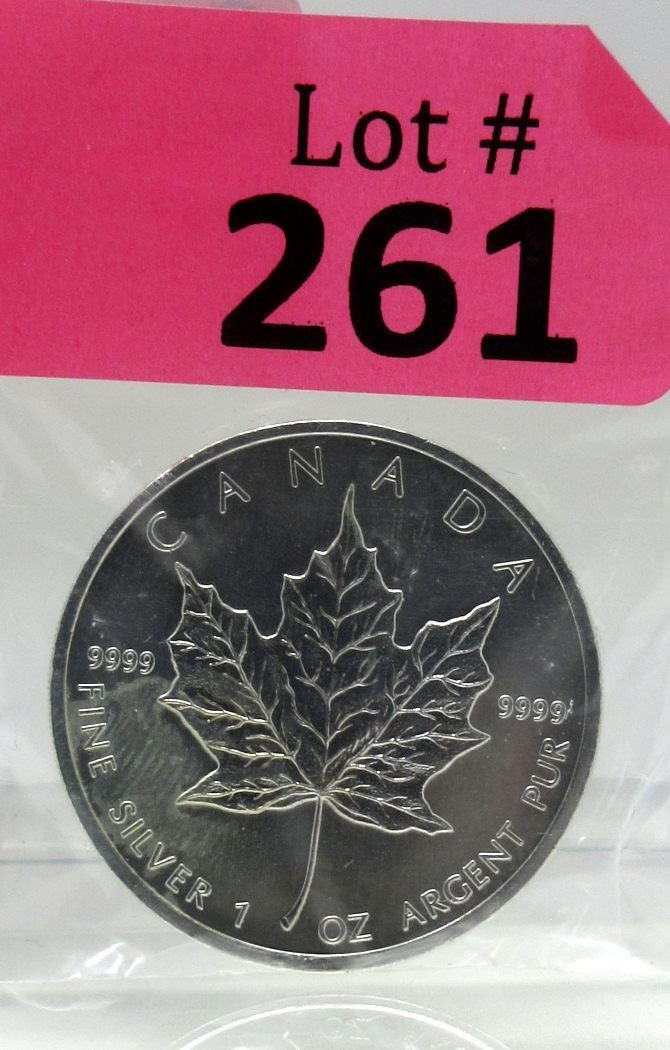 Lot #
261
CANADA
9999
9999
FINE SILVER 1 OZ ARGENT PUR